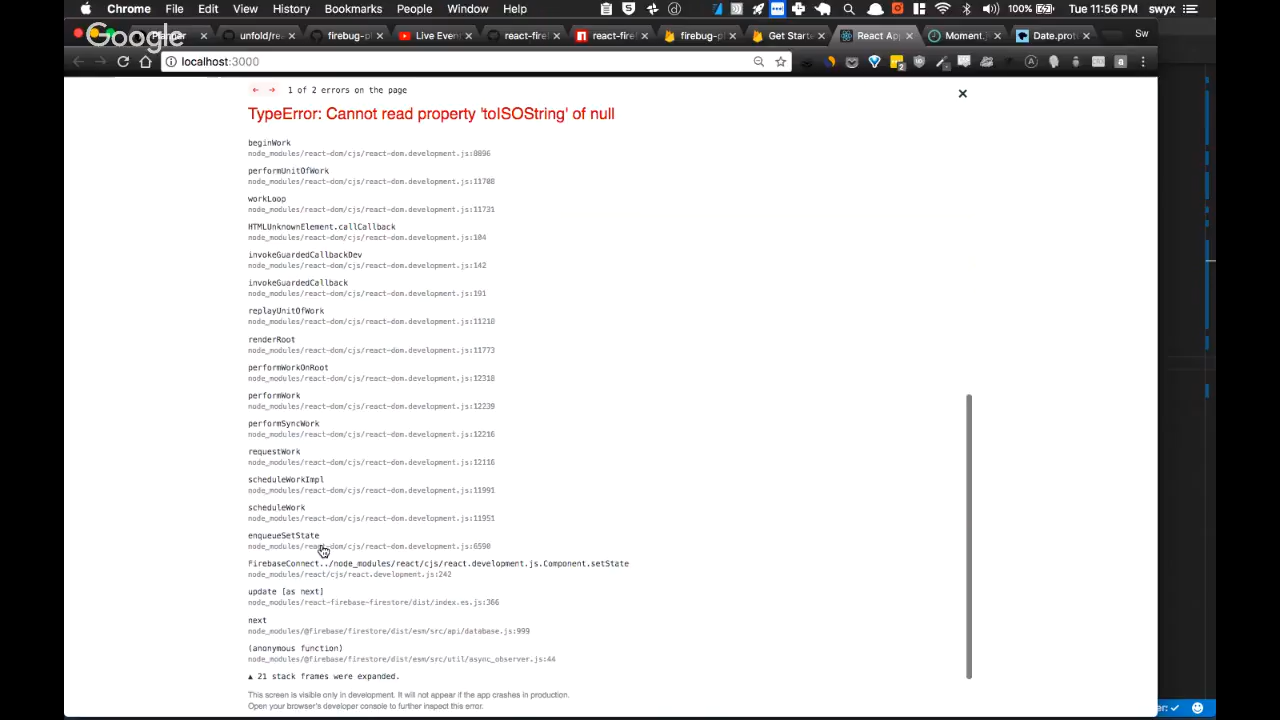 Chrome File Edit View History Bookmarks People Window Help 100% Tue 11:56 PM swyx
Google
unfold/re firebug-pl Live Even react-fire react-fire firebug-p Get Starte React App Moment.j Date.proto Sw
localhost:3000
← → 1 of 2 errors on the page
TypeError: Cannot read property 'toISOString' of null
beginWork
node_modules/react-dom/cjs/react-dom.development.js:8896
performUnitOfWork
node_modules/react-dom/cjs/react-dom.development.js:11708
workLoop
node_modules/react-dom/cjs/react-dom.development.js:11731
HTMLUnknownElement.callCallback
node_modules/react-dom/cjs/react-dom.development.js:104
invokeGuardedCallbackDev
node_modules/react-dom/cjs/react-dom.development.js:142
invokeGuardedCallback
node_modules/react-dom/cjs/react-dom.development.js:191
replayUnitOfWork
node_modules/react-dom/cjs/react-dom.development.js:11210
renderRoot
node_modules/react-dom/cjs/react-dom.development.js:11773
performWorkOnRoot
node_modules/react-dom/cjs/react-dom.development.js:12318
performWork
node_modules/react-dom/cjs/react-dom.development.js:12239
performSyncWork
node_modules/react-dom/cjs/react-dom.development.js:12216
requestWork
node_modules/react-dom/cjs/react-dom.development.js:12116
scheduleWorkImpl
node_modules/react-dom/cjs/react-dom.development.js:11991
scheduleWork
node_modules/react-dom/cjs/react-dom.development.js:11951
enqueueSetState
node_modules/react-dom/cjs/react-dom.development.js:6590
FirebaseConnect../node_modules/react/cjs/react.development.js.Component.setState
node_modules/react/cjs/react.development.js:242
update [as next]
node_modules/react-firebase-firestore/dist/index.es.js:366
next
node_modules/@firebase/firestore/dist/esm/src/api/database.js:999
(anonymous function)
node_modules/@firebase/firestore/dist/esm/src/util/async_observer.js:44
▲ 21 stack frames were expanded.
This screen is visible only in development. It will not appear if the app crashes in production.
Open your browser's developer console to further inspect this error.
er: ✓